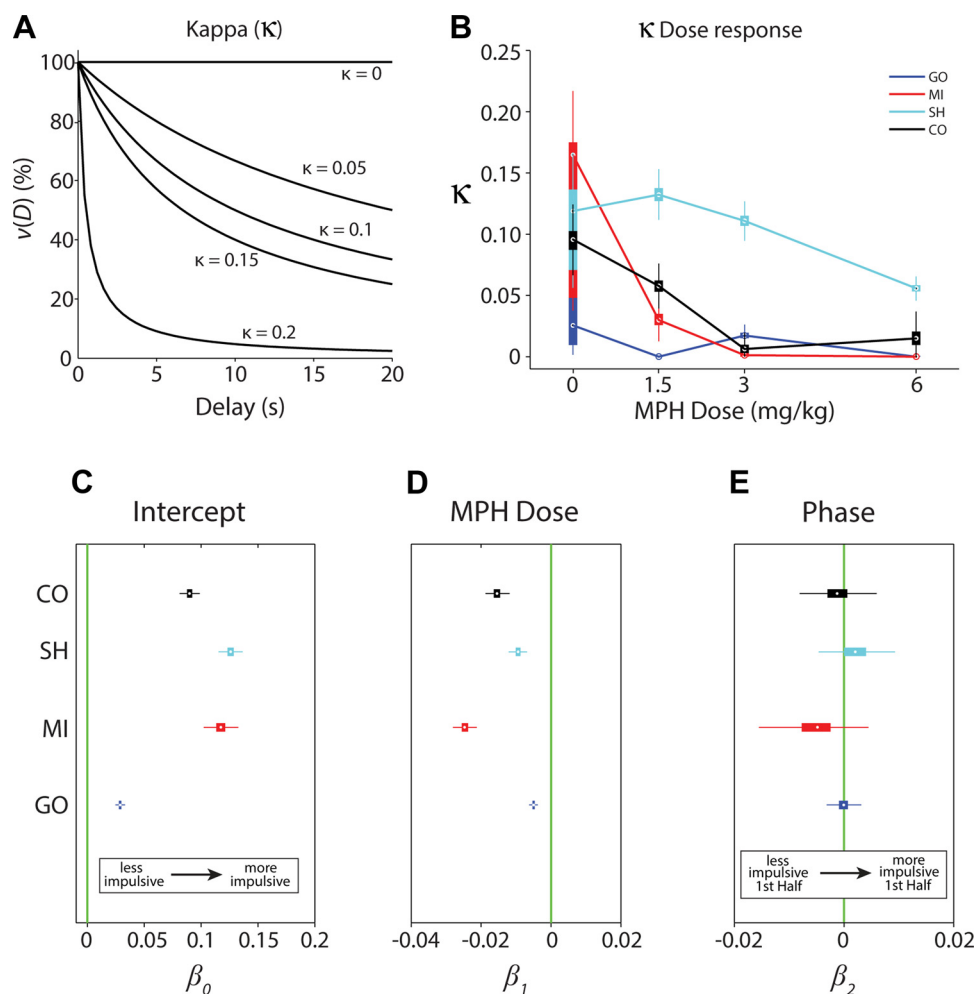 A
Kappa (κ)
100
80
60
40
20
0
v(D) (%)
κ = 0
κ = 0.05
κ = 0.1
κ = 0.15
κ = 0.2
0 5 10 15 20
Delay (s)
B
κ Dose response
0.25
0.20
0.15
0.10
0.05
0
κ
GO
MI
SH
CO
0 1.5 3 6
MPH Dose (mg/kg)
C
Intercept
CO
SH
MI
GO
less more
impulsive impulsive
0 0.05 0.1 0.15 0.2
β0
D
MPH Dose
-0.04 -0.02 0 0.02
β1
E
Phase
less more
impulsive impulsive
1st Half 1st Half
-0.02 0 0.02
β2